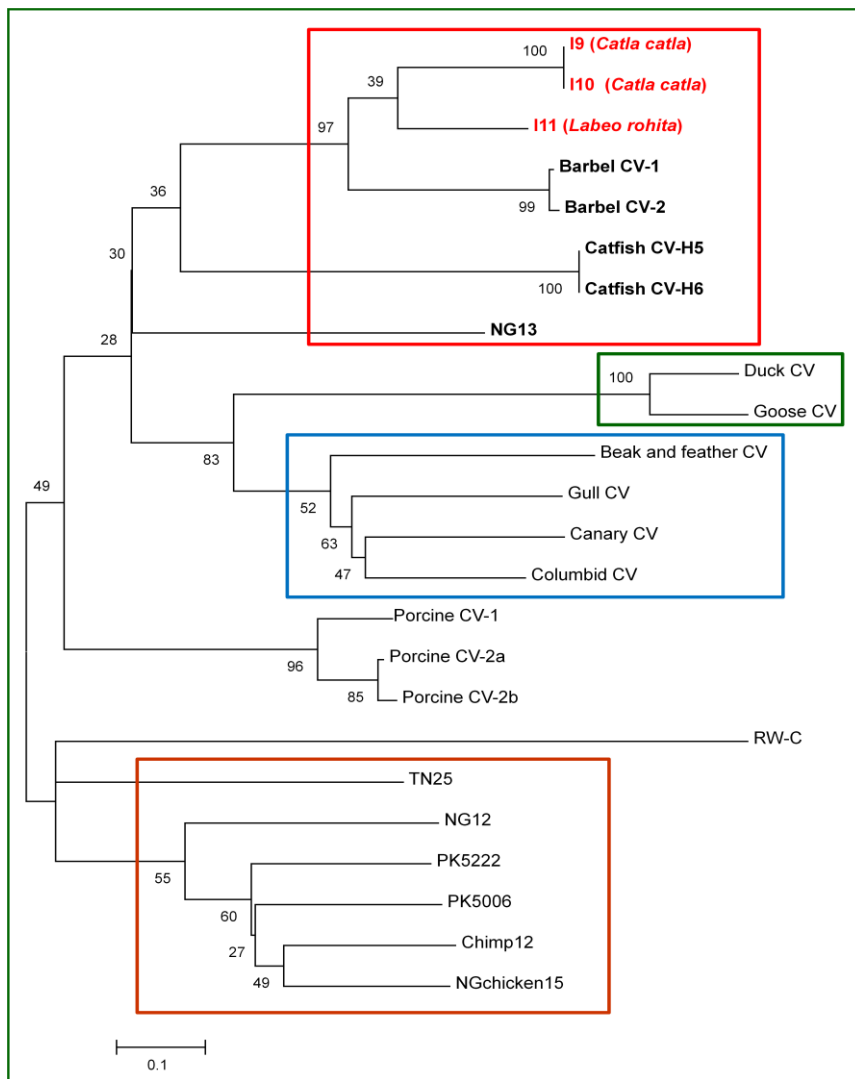 I9 (Catla catla)
100
I10 (Catla catla)
39
I11 (Labeo rohita)
97
Barbel CV-1
36
99
Barbel CV-2
Catfish CV-H5
30
100
Catfish CV-H6
NG13
28
Duck CV
100
Goose CV
83
Beak and feather CV
49
52
Gull CV
63
Canary CV
47
Columbid CV
Porcine CV-1
96
Porcine CV-2a
85
Porcine CV-2b
RW-C
TN25
NG12
55
PK5222
60
PK5006
27
Chimp12
49
NGchicken15
0.1